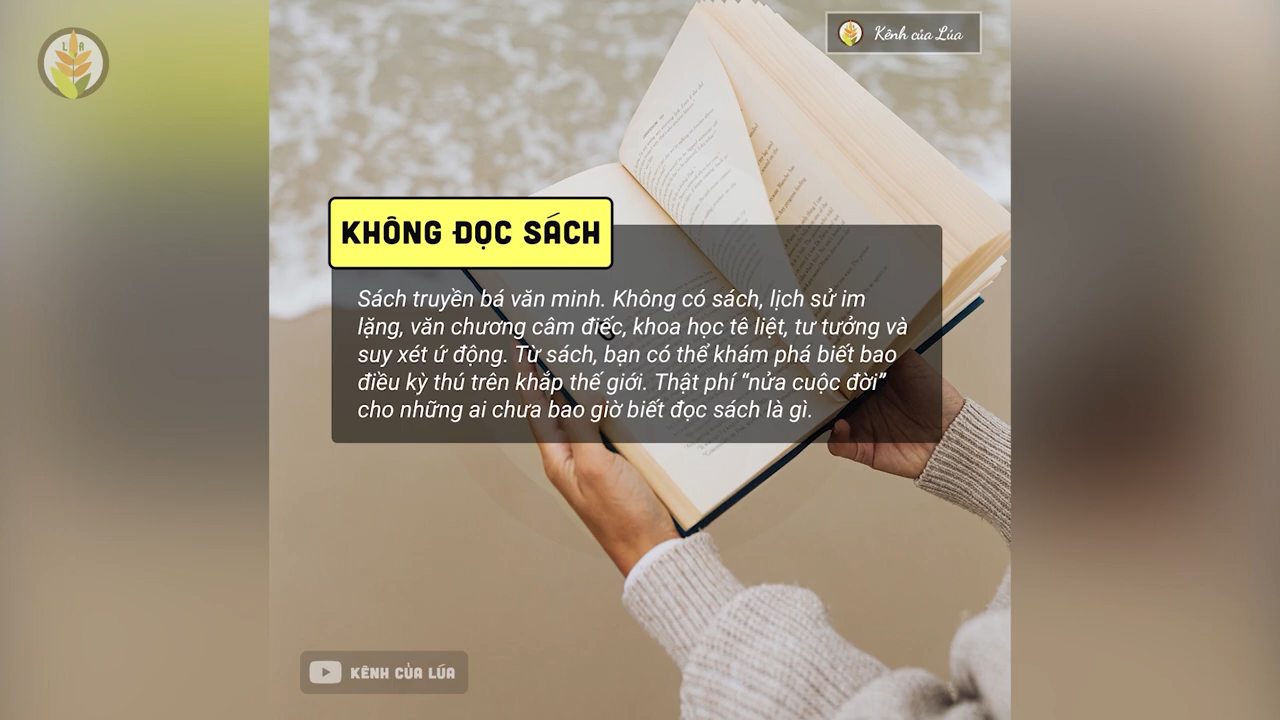 LÚA
Kênh của Lúa
KHÔNG ĐỌC SÁCH
Sách truyền bá văn minh. Không có sách, lịch sử im
lặng, văn chương câm điếc, khoa học tê liệt, tư tưởng và
suy xét ứ động. Từ sách, bạn có thể khám phá biết bao
điều kỳ thú trên khắp thế giới. Thật phí “nửa cuộc đời”
cho những ai chưa bao giờ biết đọc sách là gì.
KÊNH CỦA LÚA